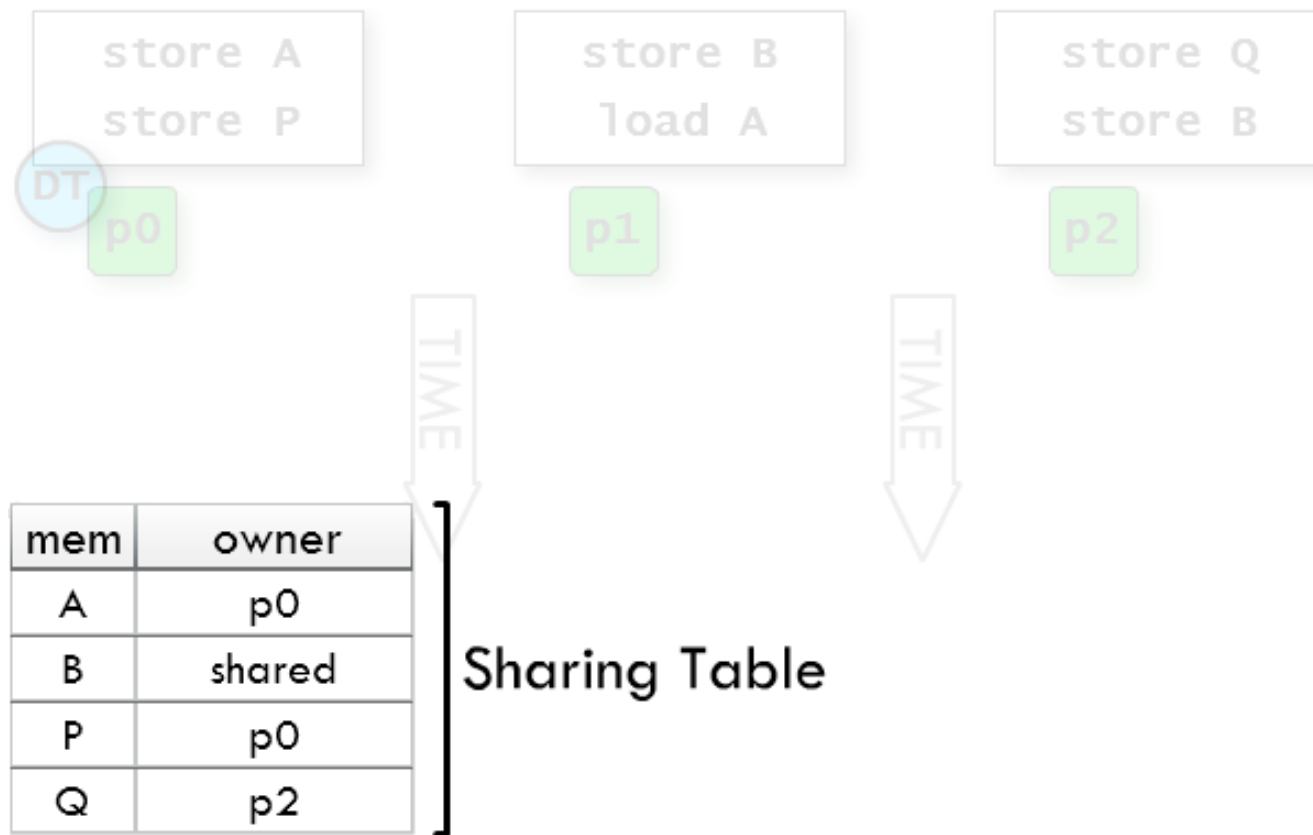 store A
store P
store B
load A
store Q
store B
DT
p0
p1
p2
TIME
TIME
mem owner
A p0
B shared
P p0
Q p2
Sharing Table